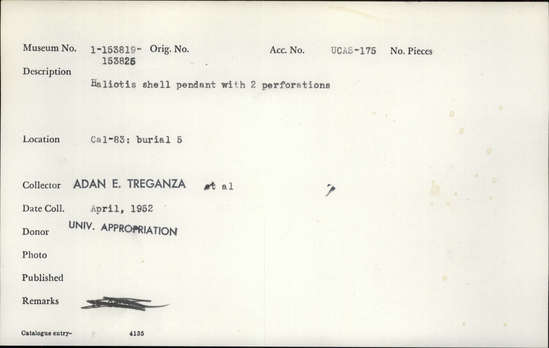 Museum No. 1-153819- Orig. No. Acc. No. UCAS-175 No. Pieces
153825
Description
Haliotis shell pendant with 2 perforations
Location Cal-83; burial 5
Collector ADAN E. TREGANZA et al
Date Coll. April, 1952
Donor UNIV. APPROPRIATION
Photo
Published
Remarks
Catalogue entry- 4135